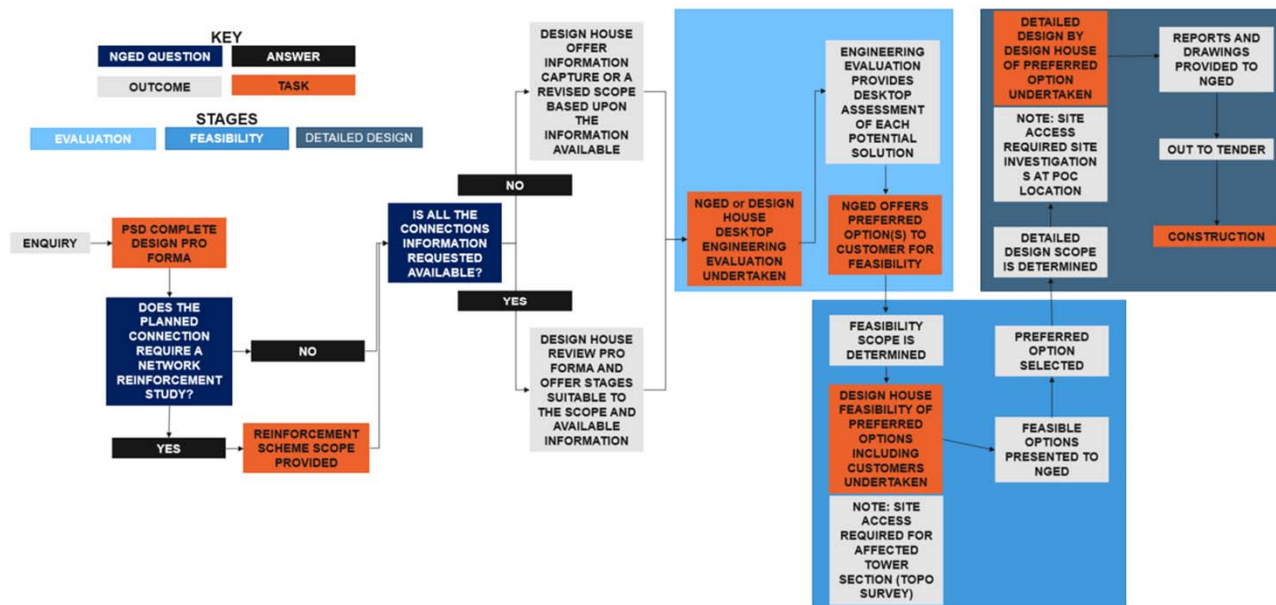 KEY
NGED QUESTION
ANSWER
OUTCOME
TASK
STAGES
EVALUATION
FEASIBILITY
DETAILED DESIGN
ENQUIRY
PSD COMPLETE
DESIGN PRO
FORMA
DOES THE
PLANNED
CONNECTION
REQUIRE A
NETWORK
REINFORCEMENT
STUDY?
NO
YES
REINFORCEMENT
SCHEME SCOPE
PROVIDED
IS ALL THE
CONNECTIONS
INFORMATION
REQUESTED
AVAILABLE?
NO
YES
DESIGN HOUSE
OFFER
INFORMATION
CAPTURE OR A
REVISED SCOPE
BASED UPON
THE
INFORMATION
AVAILABLE
DESIGN HOUSE
REVIEW PRO
FORMA AND
OFFER STAGES
SUITABLE TO
THE SCOPE AND
AVAILABLE
INFORMATION
NGED or DESIGN
HOUSE
DESKTOP
ENGINEERING
EVALUATION
UNDERTAKEN
ENGINEERING
EVALUATION
PROVIDES
DESKTOP
ASSESSMENT
OF EACH
POTENTIAL
SOLUTION
NGED OFFERS
PREFERRED
OPTION(S) TO
CUSTOMER FOR
FEASIBILITY
FEASIBILITY
SCOPE IS
DETERMINED
DESIGN HOUSE
FEASIBILITY OF
PREFERRED
OPTIONS
INCLUDING
CUSTOMERS
UNDERTAKEN
NOTE: SITE
ACCESS
REQUIRED FOR
AFFECTED
TOWER
SECTION (TOPO
SURVEY)
FEASIBLE
OPTIONS
PRESENTED TO
NGED
PREFERRED
OPTION
SELECTED
DETAILED
DESIGN SCOPE
IS DETERMINED
NOTE: SITE
ACCESS
REQUIRED SITE
INVESTIGATION
S AT POC
LOCATION
DETAILED
DESIGN BY
DESIGN HOUSE
OF PREFERRED
OPTION
UNDERTAKEN
REPORTS AND
DRAWINGS
PROVIDED TO
NGED
OUT TO TENDER
CONSTRUCTION